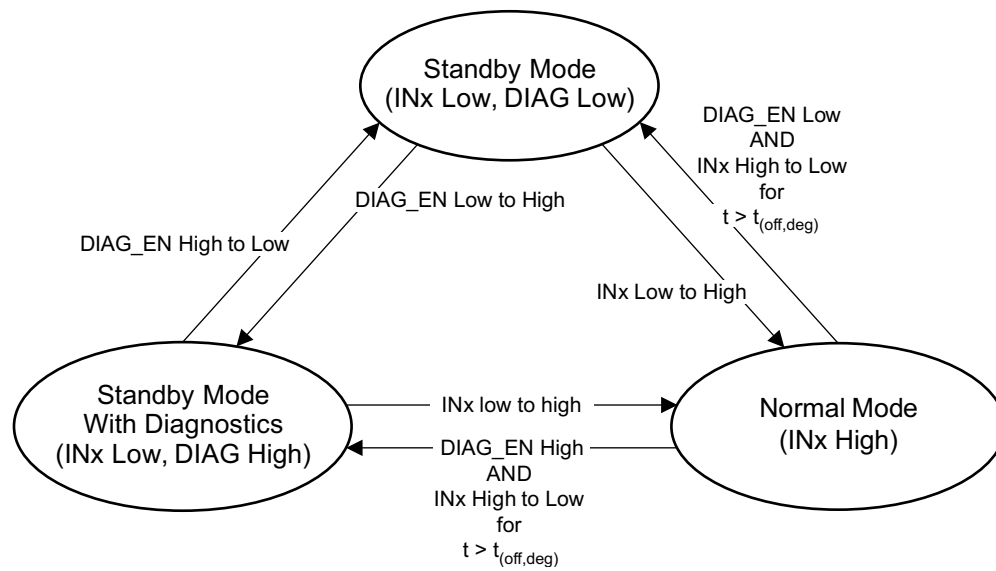 Standby Mode
(INx Low, DIAG Low)
DIAG_EN Low
AND
INx High to Low
for
t > t(off,deg)
DIAG_EN Low to High
DIAG_EN High to Low
INx Low to High
Standby Mode
With Diagnostics
(INx Low, DIAG High)
INx low to high
DIAG_EN High
AND
INx High to Low
for
t > t(off,deg)
Normal Mode
(INx High)